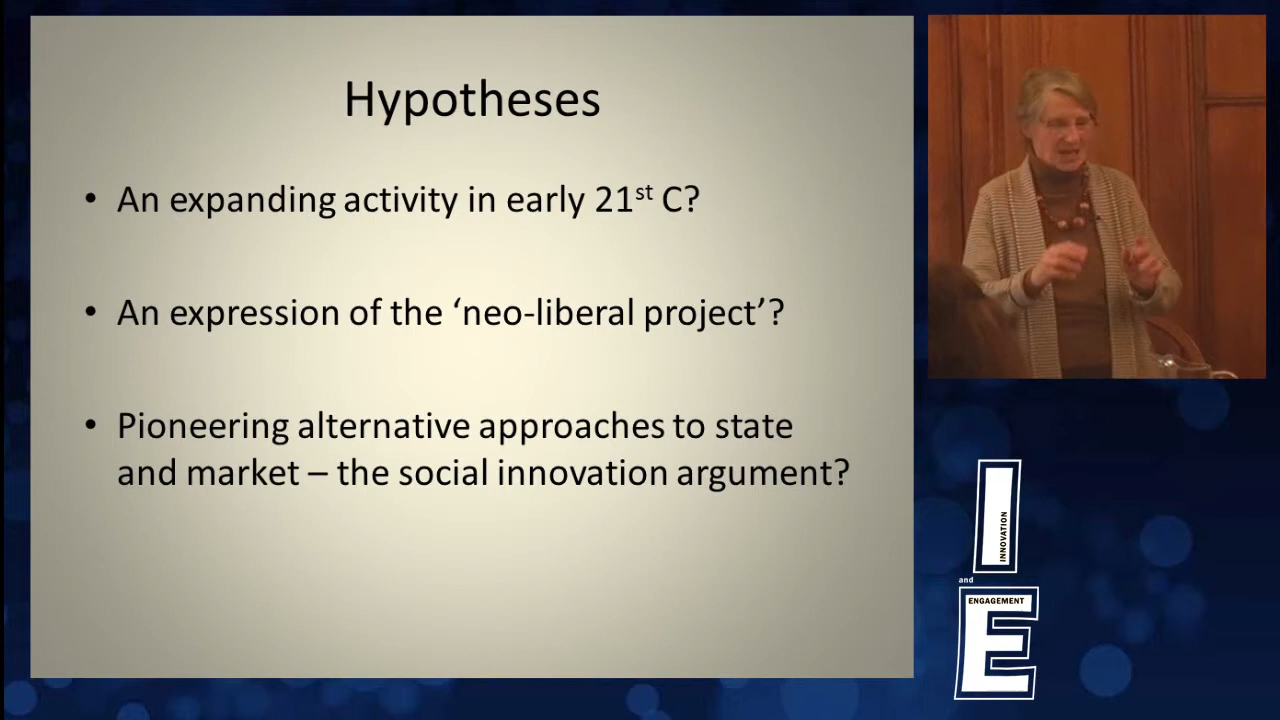 Hypotheses
• An expanding activity in early 21st C?
• An expression of the ‘neo-liberal project’?
• Pioneering alternative approaches to state
and market – the social innovation argument?
I
INNOVATION
and
ENGAGEMENT
E